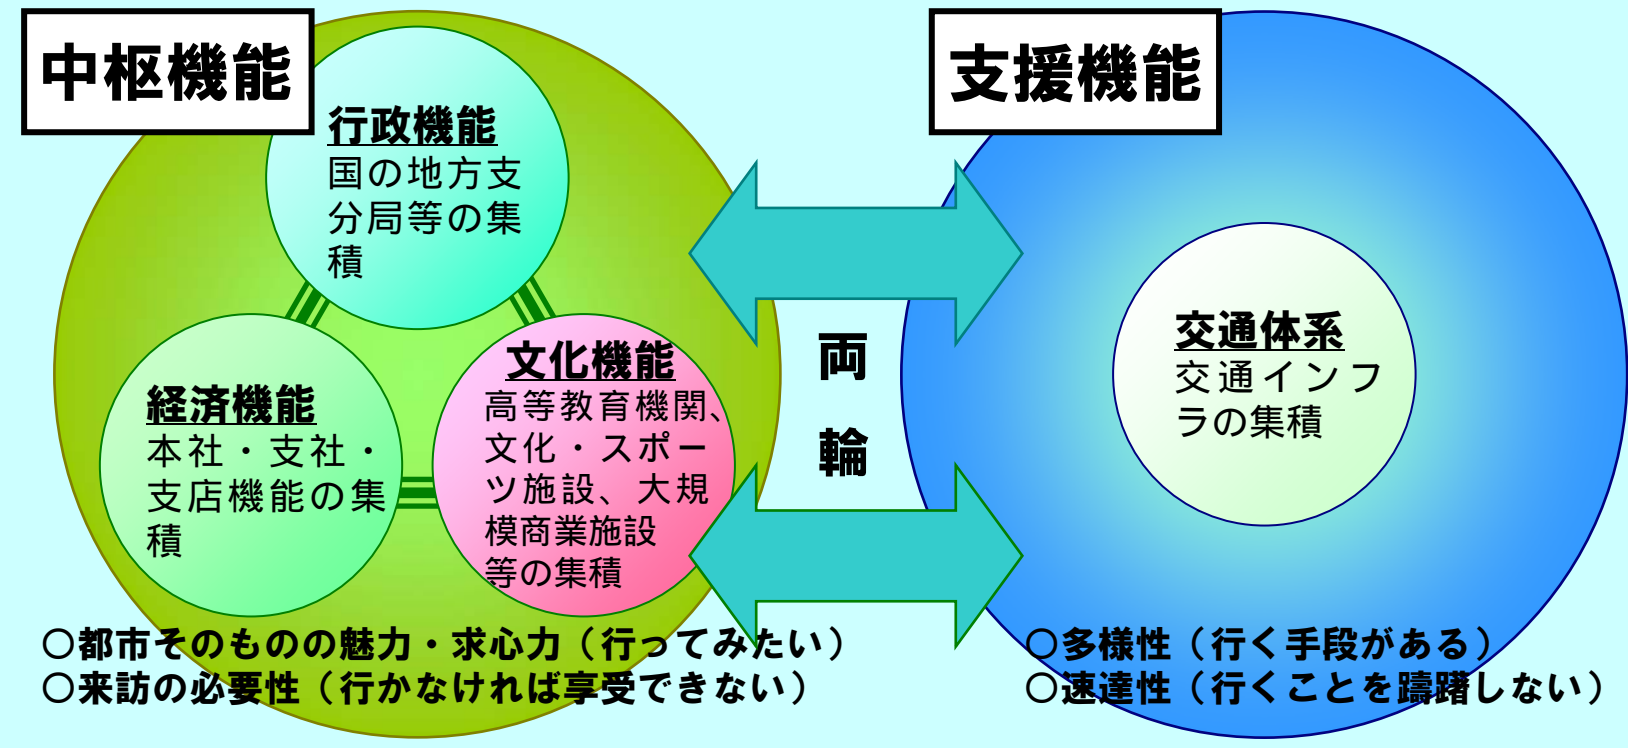 中枢機能
行政機能
国の地方支
分局等の集
積
経済機能
本社・支社・
支店機能の集
積
文化機能
高等教育機関、
文化・スポー
ツ施設、大規
模商業施設
等の集積
両
輪
支援機能
交通体系
交通インフ
ラの集積
○都市そのものの魅力・求心力（行ってみたい）
○来訪の必要性（行かなければ享受できない）
○多様性（行く手段がある）
○速達性（行くことを躊躇しない）